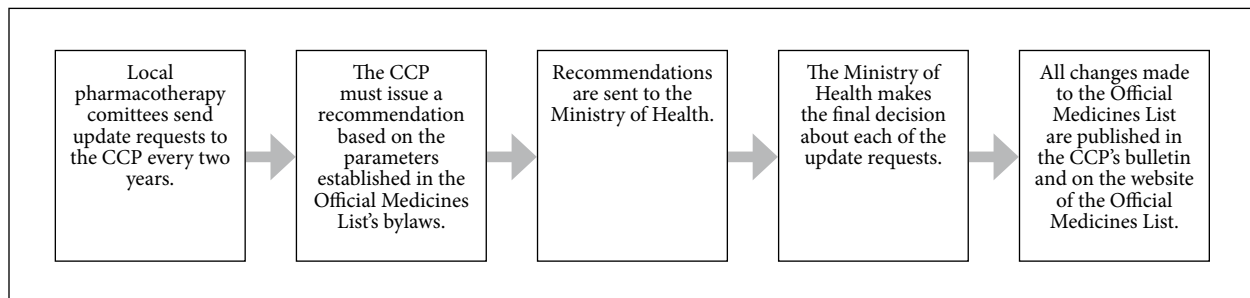 Local
pharmacotherapy
comittees send
update requests to
the CCP every two
years.
The CCP
must issue a
recommendation
based on the
parameters
established in the
Official Medicines
List's bylaws.
Recommendations
are sent to the
Ministry of Health.
The Ministry of
Health makes
the final decision
about each of the
update requests.
All changes made
to the Official
Medicines List
are published in
the CCP's bulletin
and on the website
of the Official
Medicines List.